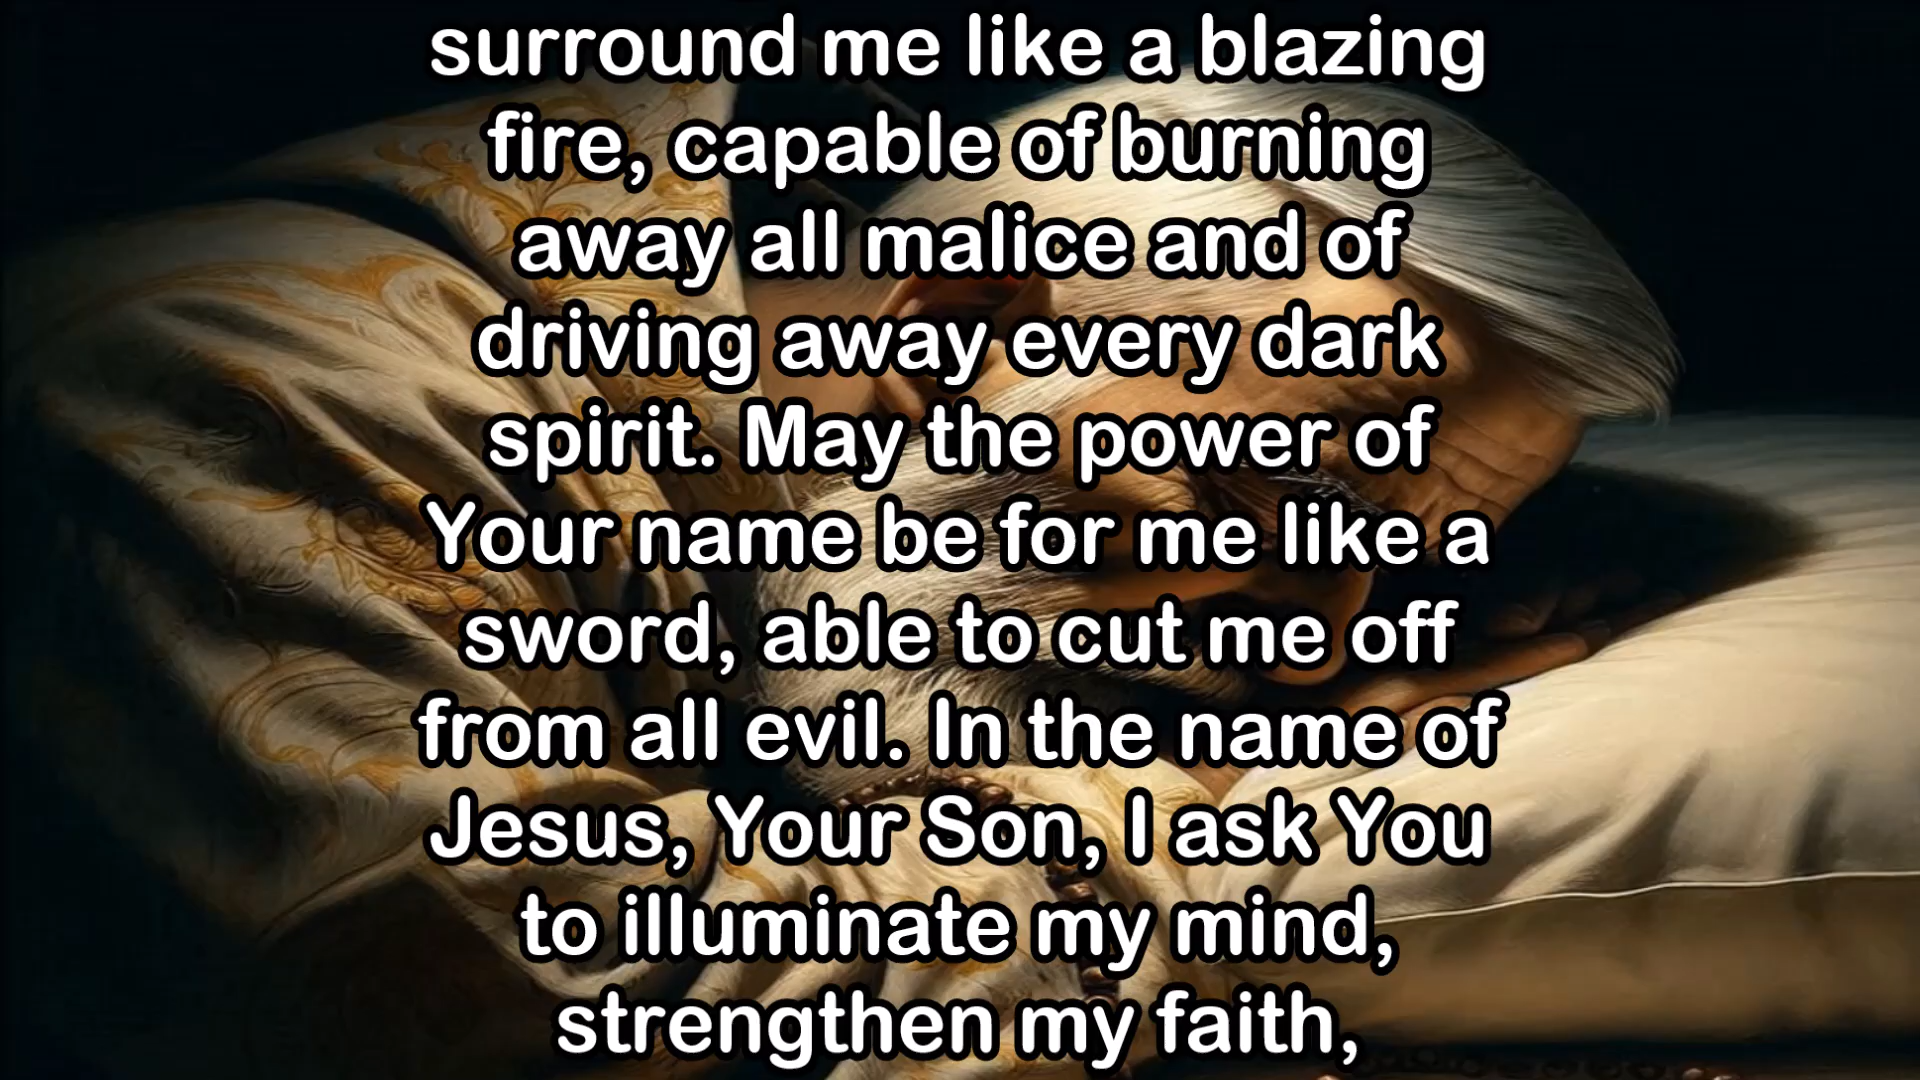 surround me like a blazing
fire, capable of burning
away all malice and of
driving away every dark
spirit. May the power of
Your name be for me like a
sword, able to cut me off
from all evil. In the name of
Jesus, Your Son, I ask You
to illuminate my mind,
strengthen my faith,